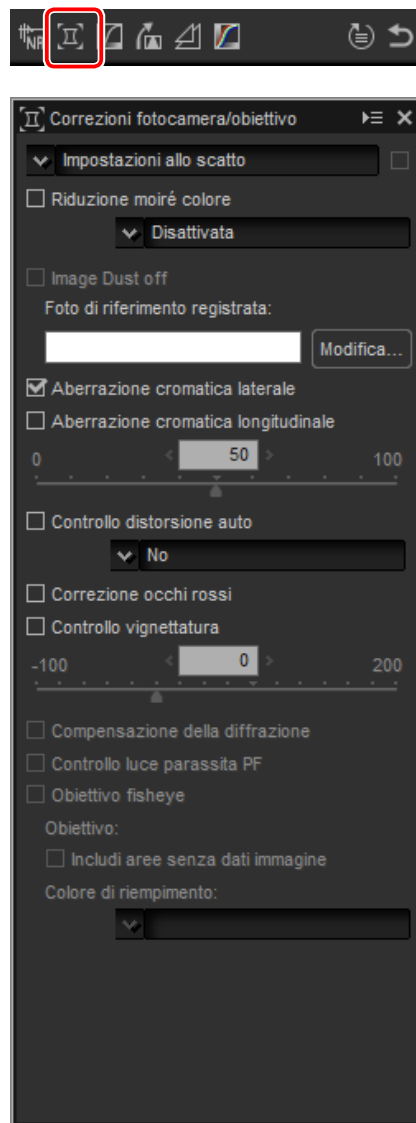 NR
Correzioni fotocamera/obiettivo
Impostazioni allo scatto
Riduzione moiré colore
Disattivata
Image Dust off
Foto di riferimento registrata:
Modifica...
Aberrazione cromatica laterale
Aberrazione cromatica longitudinale
0 < 50 > 100
Controllo distorsione auto
No
Correzione occhi rossi
Controllo vignettatura
-100 < 0 > 200
Compensazione della diffrazione
Controllo luce parassita PF
Obiettivo fisheye
Obiettivo:
Includi aree senza dati immagine
Colore di riempimento: